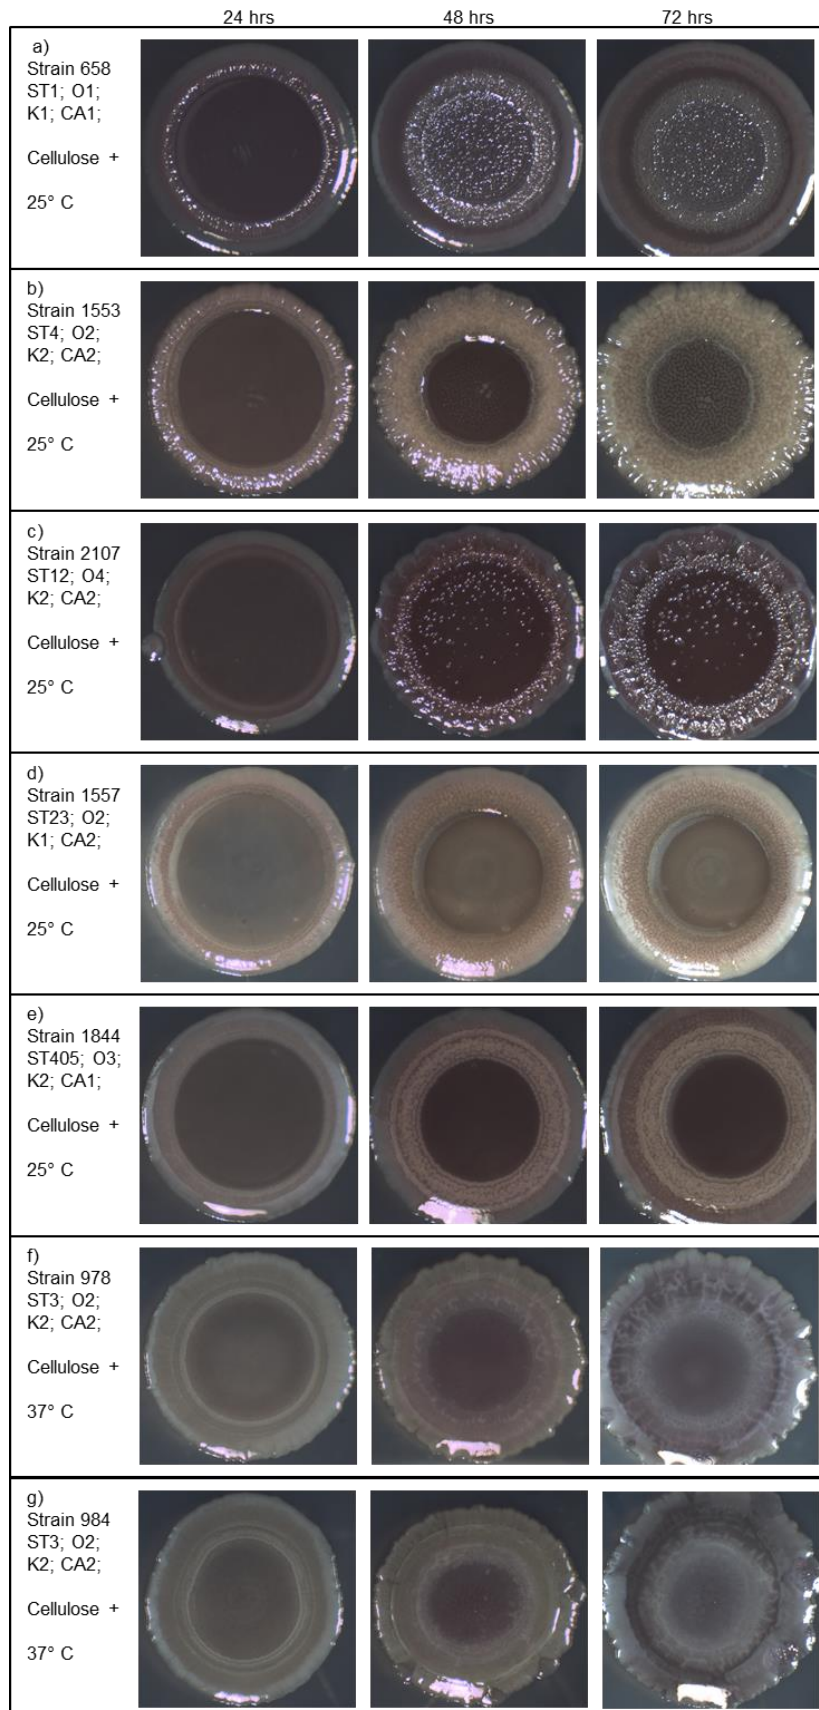 24 hrs 48 hrs 72 hrs
a)
Strain 658
ST1; O1;
K1; CA1;
Cellulose +
25° C
b)
Strain 1553
ST4; O2;
K2; CA2;
Cellulose +
25° C
c)
Strain 2107
ST12; O4;
K2; CA2;
Cellulose +
25° C
d)
Strain 1557
ST23; O2;
K1; CA2;
Cellulose +
25° C
e)
Strain 1844
ST405; O3;
K2; CA1;
Cellulose +
25° C
f)
Strain 978
ST3; O2;
K2; CA2;
Cellulose +
37° C
g)
Strain 984
ST3; O2;
K2; CA2;
Cellulose +
37° C